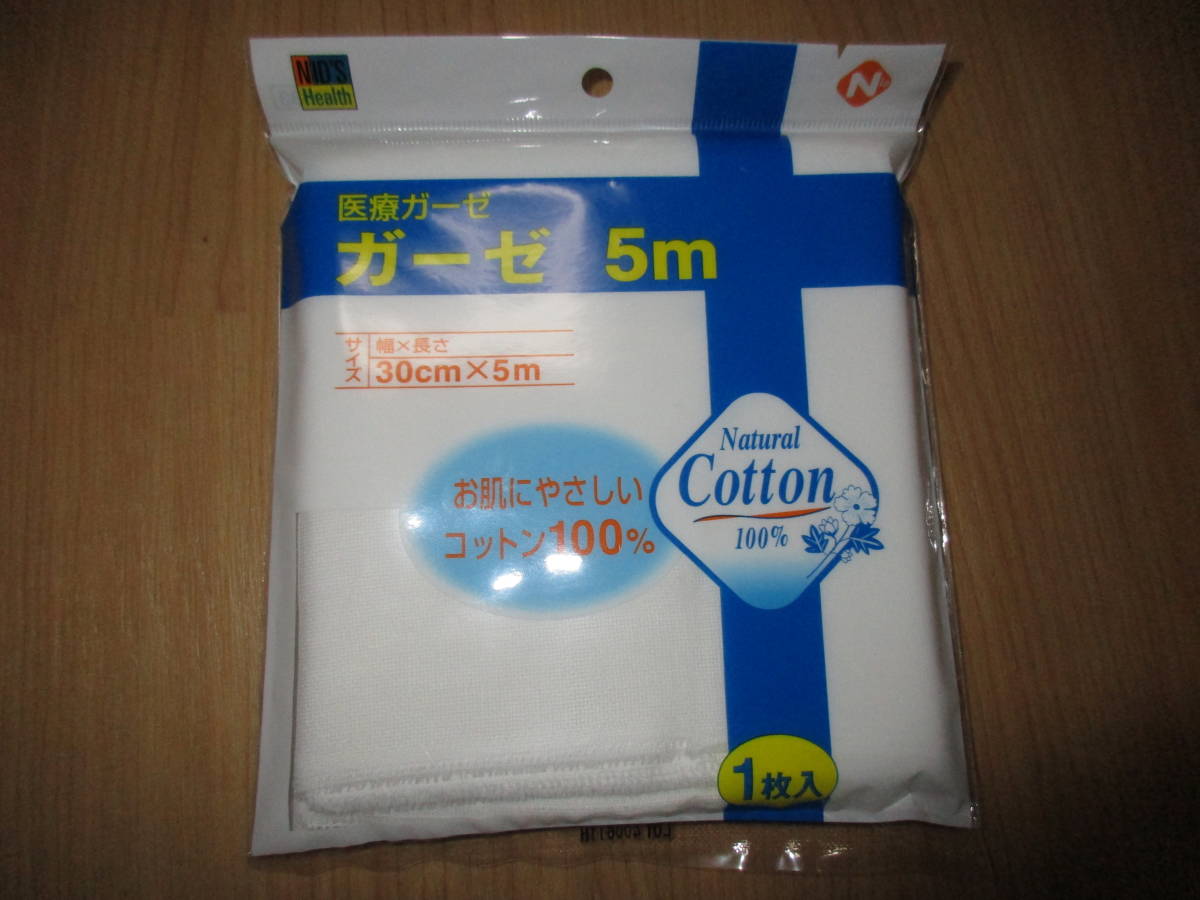 NID'S
Health
N
医療ガーゼ
ガーゼ 5m
サイズ
幅×長さ
30cm×5m
お肌にやさしい
コットン100%
Natural
Cotton
100%
1枚入